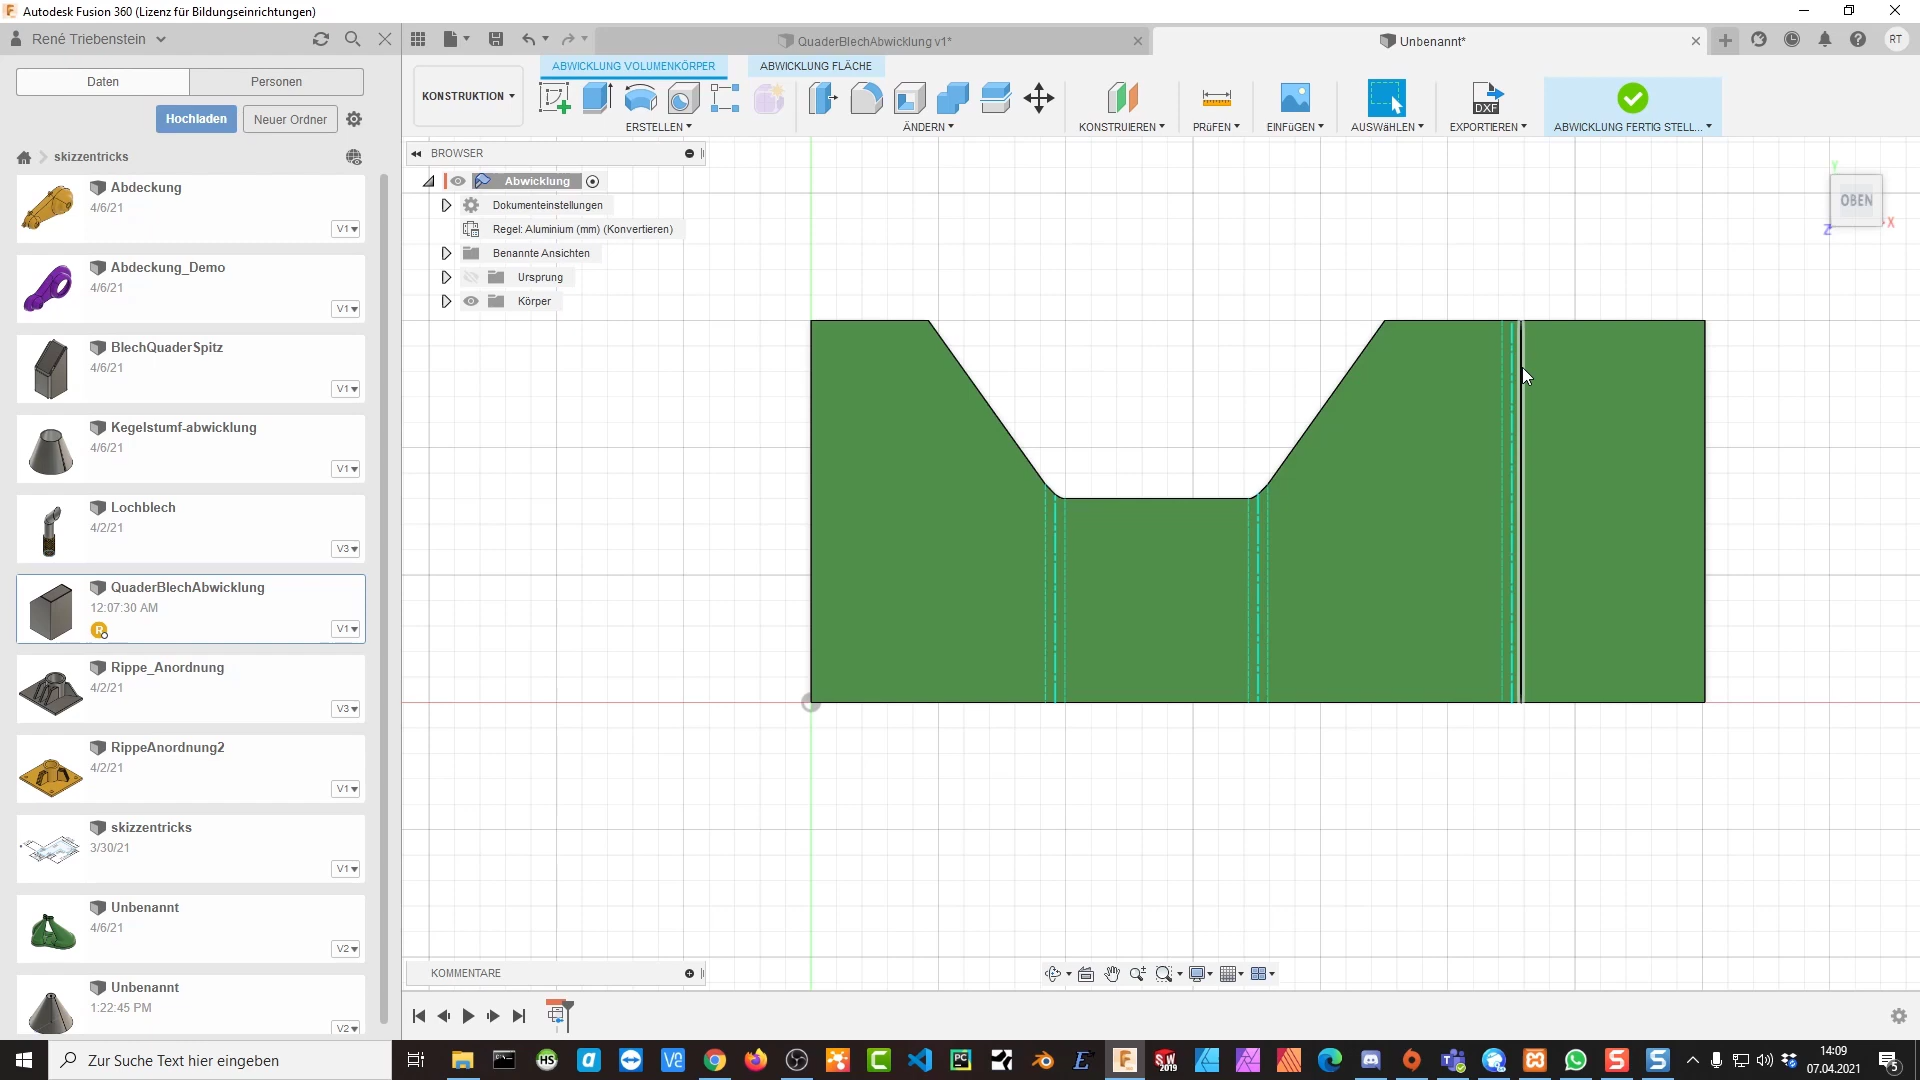 Autodesk Fusion 360 (Lizenz für Bildungseinrichtungen)
René Triebenstein
QuaderBlechAbwicklung v1*
Unbenannt*
RT
Daten
Personen
Hochladen
Neuer Ordner
skizzentricks
Abdeckung
4/6/21
V1
Abdeckung_Demo
4/6/21
V1
BlechQuaderSpitz
4/6/21
V1
Kegelstumf-abwicklung
4/6/21
V1
Lochblech
4/2/21
V3
QuaderBlechAbwicklung
12:07:30 AM
V1
Rippe_Anordnung
4/2/21
V3
RippeAnordnung2
4/2/21
V1
skizzentricks
3/30/21
V1
Unbenannt
4/6/21
V2
Unbenannt
1:22:45 PM
V2
KONSTRUKTION
ABWICKLUNG VOLUMENKÖRPER
ABWICKLUNG FLÄCHE
ERSTELLEN
ÄNDERN
KONSTRUIEREN
PRüFEN
EINFüGEN
AUSWäHLEN
DXF
EXPORTIEREN
ABWICKLUNG FERTIG STELL...
BROWSER
Abwicklung
Dokumenteinstellungen
Regel: Aluminium (mm) (Konvertieren)
Benannte Ansichten
Ursprung
Körper
OBEN
Y
X
Z
KOMMENTARE
Zur Suche Text hier eingeben
14:09
07.04.2021
5